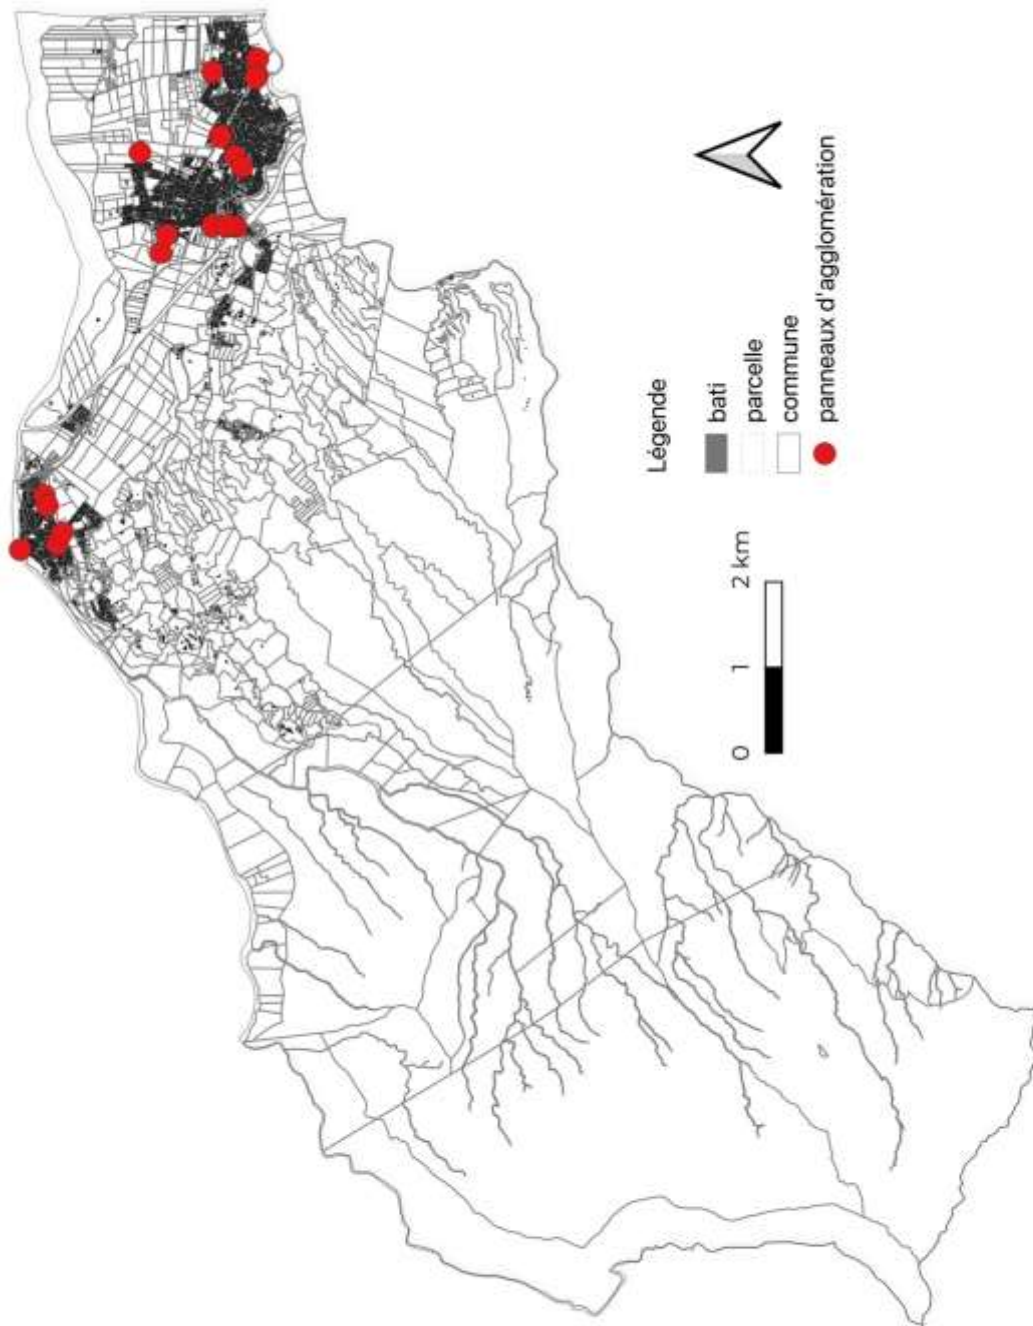 Légende
bati
parcelle
commune
panneaux d'agglomération
0 1 2 km